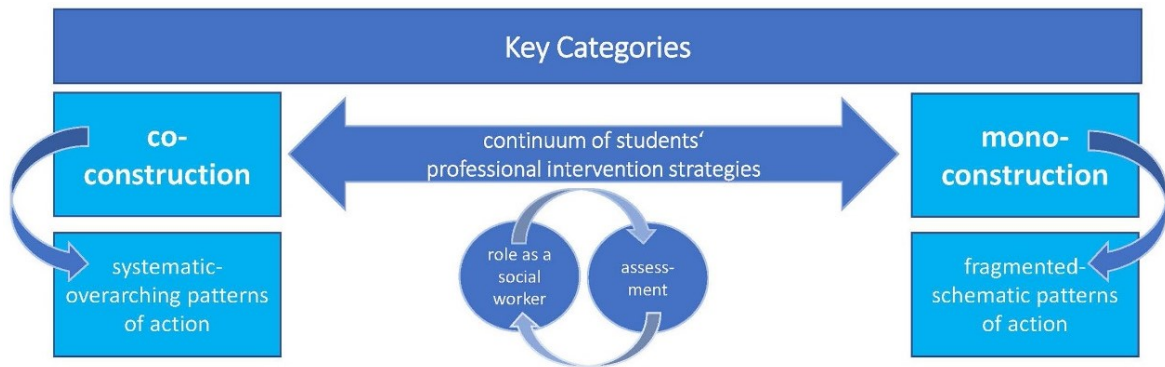 Key Categories
co-
construction
continuum of students‘
professional intervention strategies
mono-
construction
systematic-
overarching patterns
of action
role as a
social
worker
assess-
ment
fragmented-
schematic patterns
of action